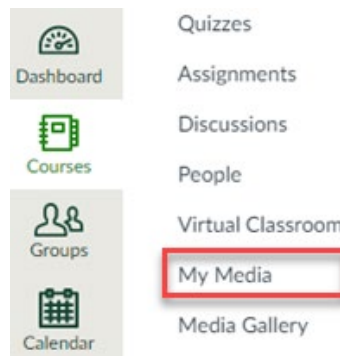 Dashboard
Courses
Groups
Calendar
Quizzes
Assignments
Discussions
People
Virtual Classroom
My Media
Media Gallery